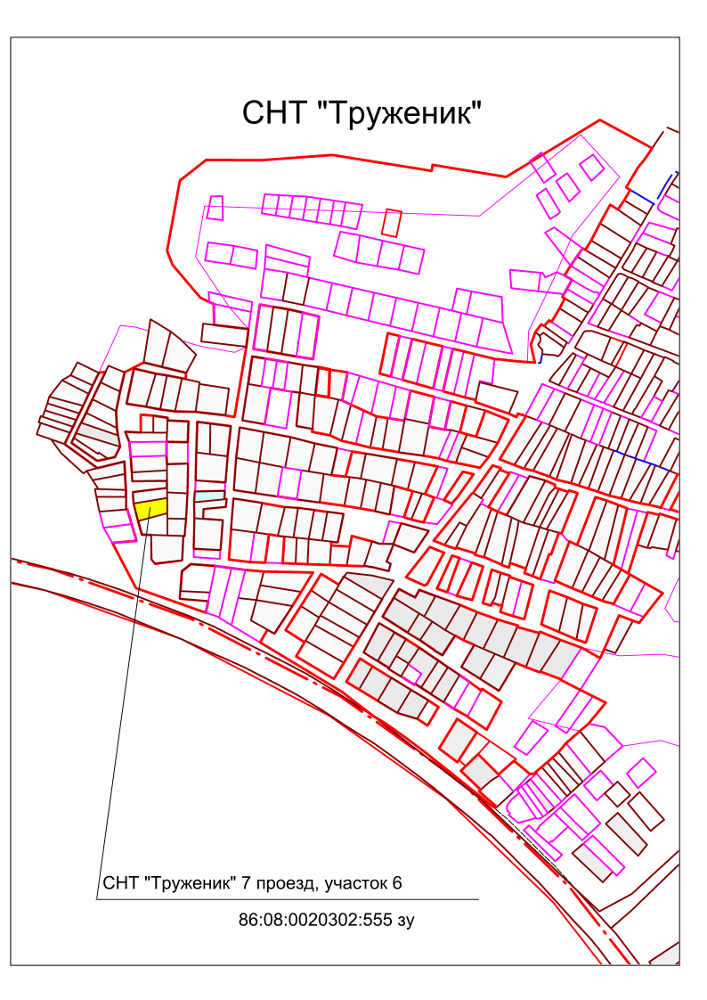 СНТ "Труженик"
СНТ "Труженик" 7 проезд, участок 6
86:08:0020302:555 зу